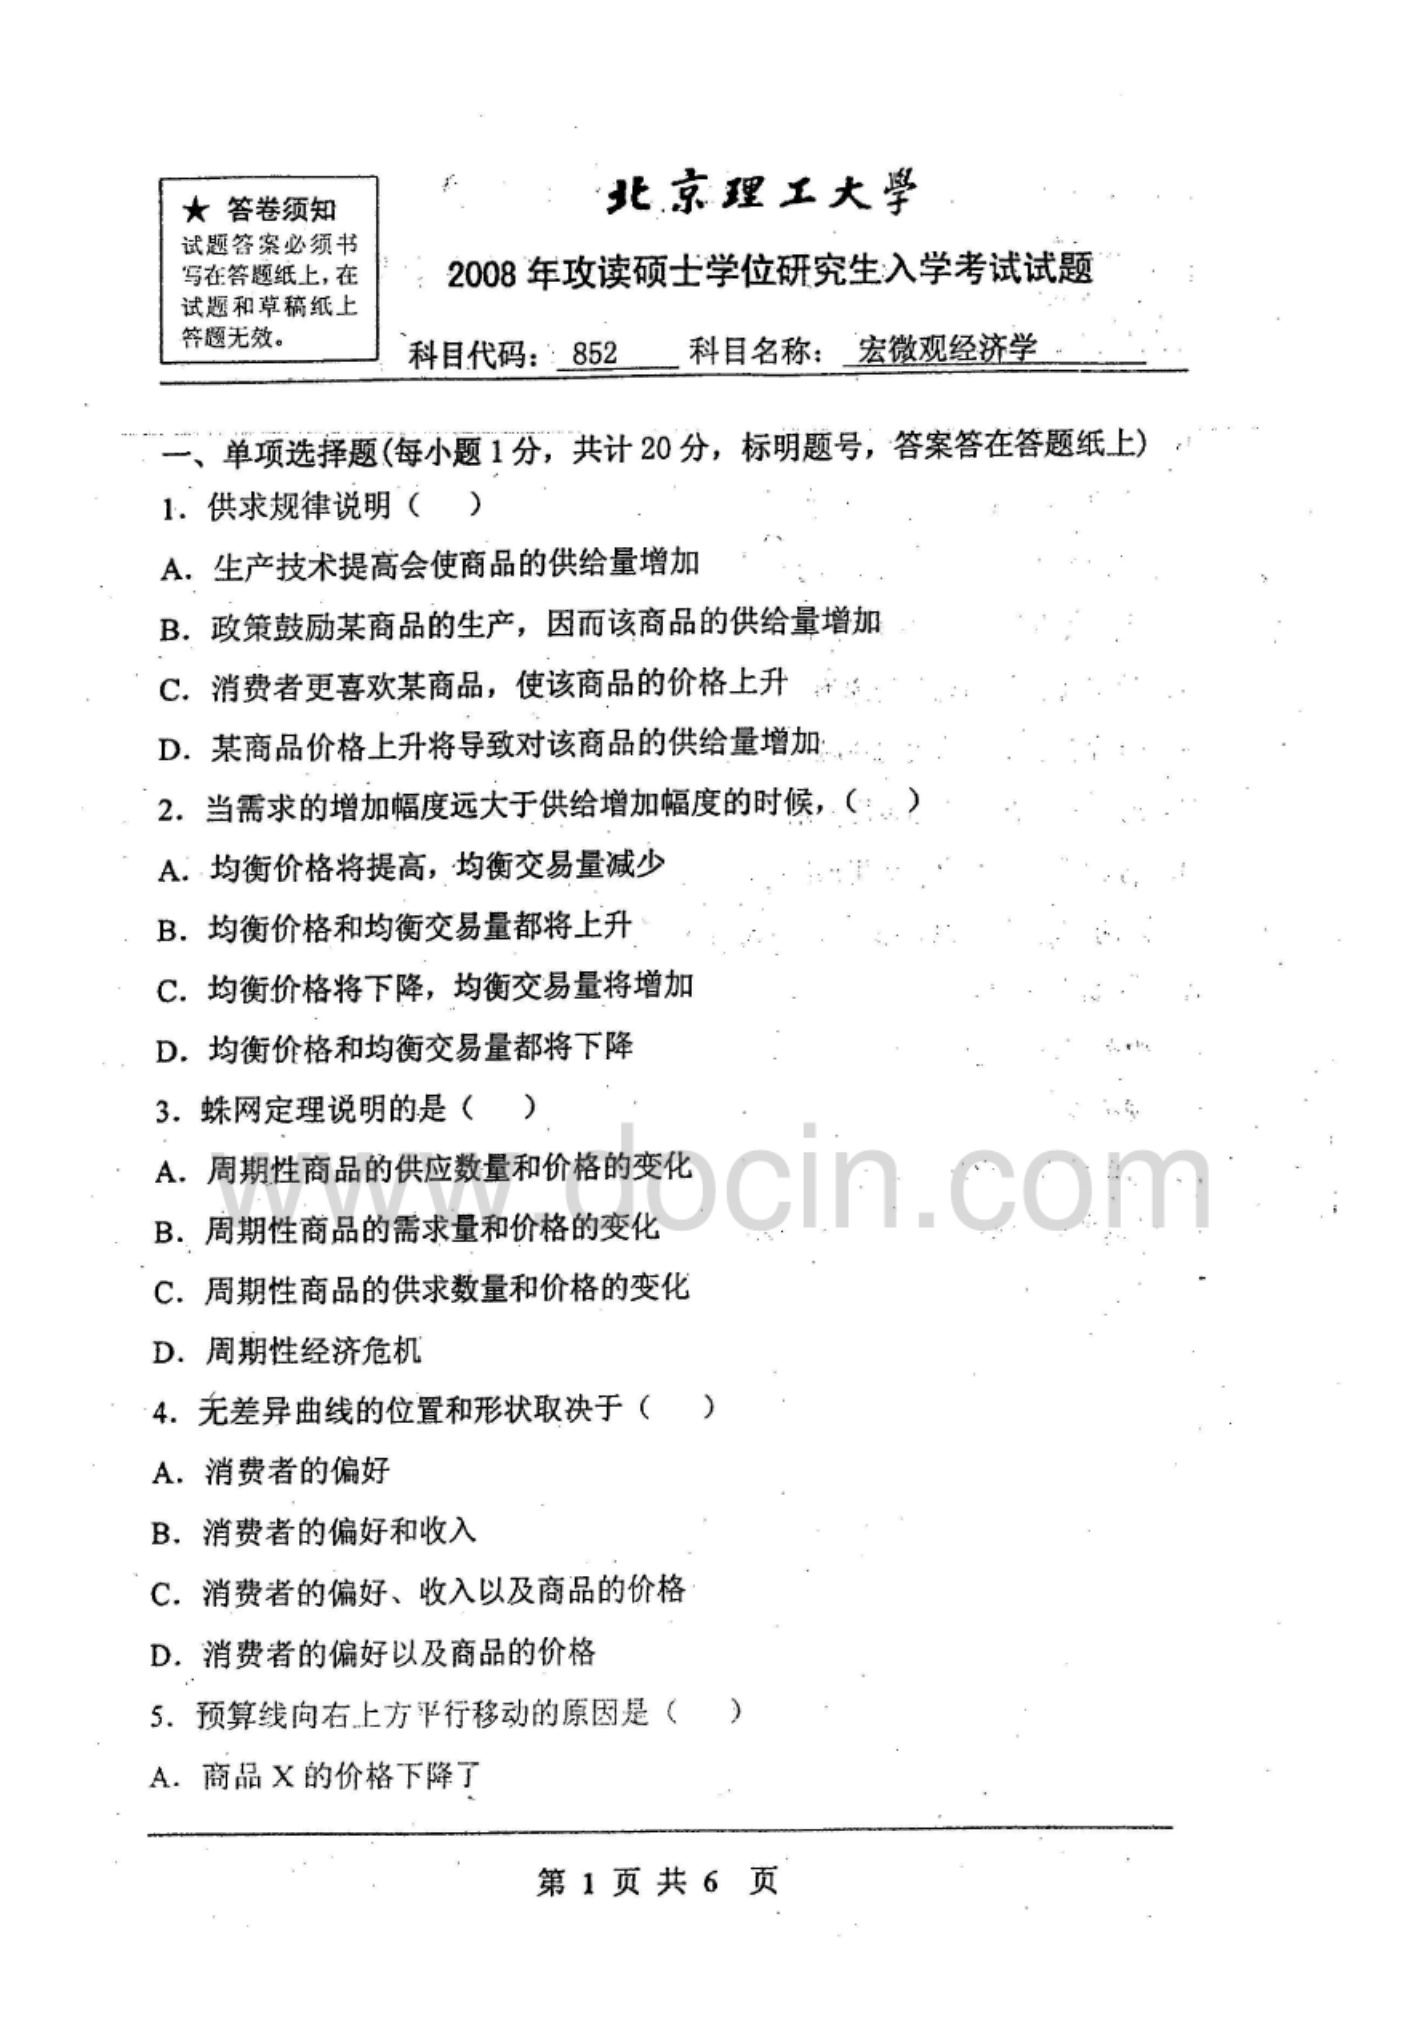 ★ 答卷须知
试题答案必须书
写在答题纸上，在
试题和草稿纸上
答题无效。
北京理工大學
2008 年攻读硕士学位研究生入学考试试题
科目代码： 852 科目名称： 宏微观经济学
一、单项选择题(每小题 1 分，共计 20 分，标明题号，答案答在答题纸上)
1．供求规律说明（　）
A．生产技术提高会使商品的供给量增加
B．政策鼓励某商品的生产，因而该商品的供给量增加
C．消费者更喜欢某商品，使该商品的价格上升
D．某商品价格上升将导致对该商品的供给量增加
2．当需求的增加幅度远大于供给增加幅度的时候，（　）
A．均衡价格将提高，均衡交易量减少
B．均衡价格和均衡交易量都将上升
C．均衡价格将下降，均衡交易量将增加
D．均衡价格和均衡交易量都将下降
3．蛛网定理说明的是（　）
A．周期性商品的供应数量和价格的变化
www.docin.com
B．周期性商品的需求量和价格的变化
C．周期性商品的供求数量和价格的变化
D．周期性经济危机
4．无差异曲线的位置和形状取决于（　）
A．消费者的偏好
B．消费者的偏好和收入
C．消费者的偏好、收入以及商品的价格
D．消费者的偏好以及商品的价格
5．预算线向右上方平行移动的原因是（　）
A．商品 X 的价格下降了
第 1 页 共 6 页